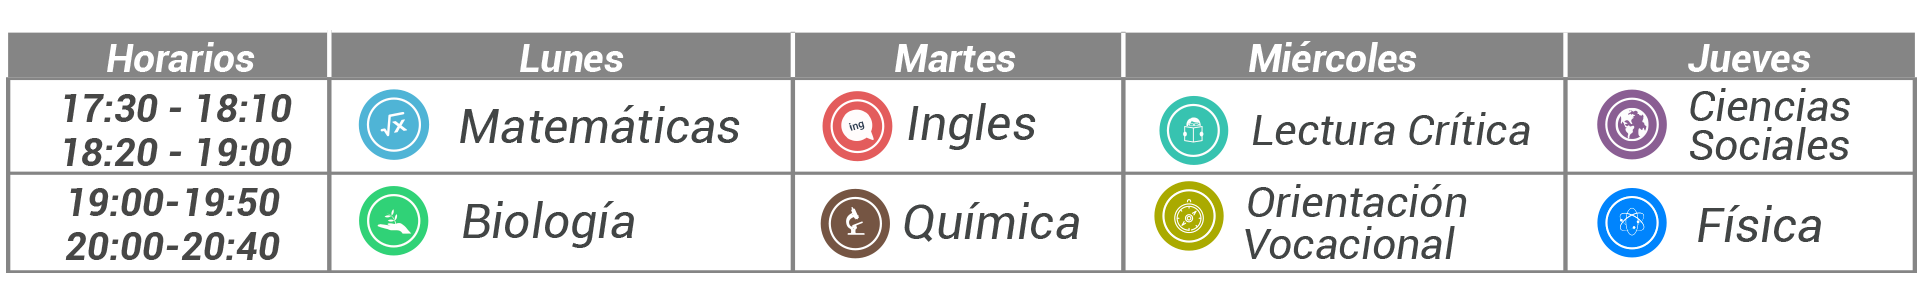 Horarios Lunes Martes Miércoles Jueves
17:30 - 18:10
18:20 - 19:00
Matemáticas
ing
Ingles
Lectura Crítica
Ciencias
Sociales
19:00-19:50
20:00-20:40
Biología
Química
Orientación
Vocacional
Física